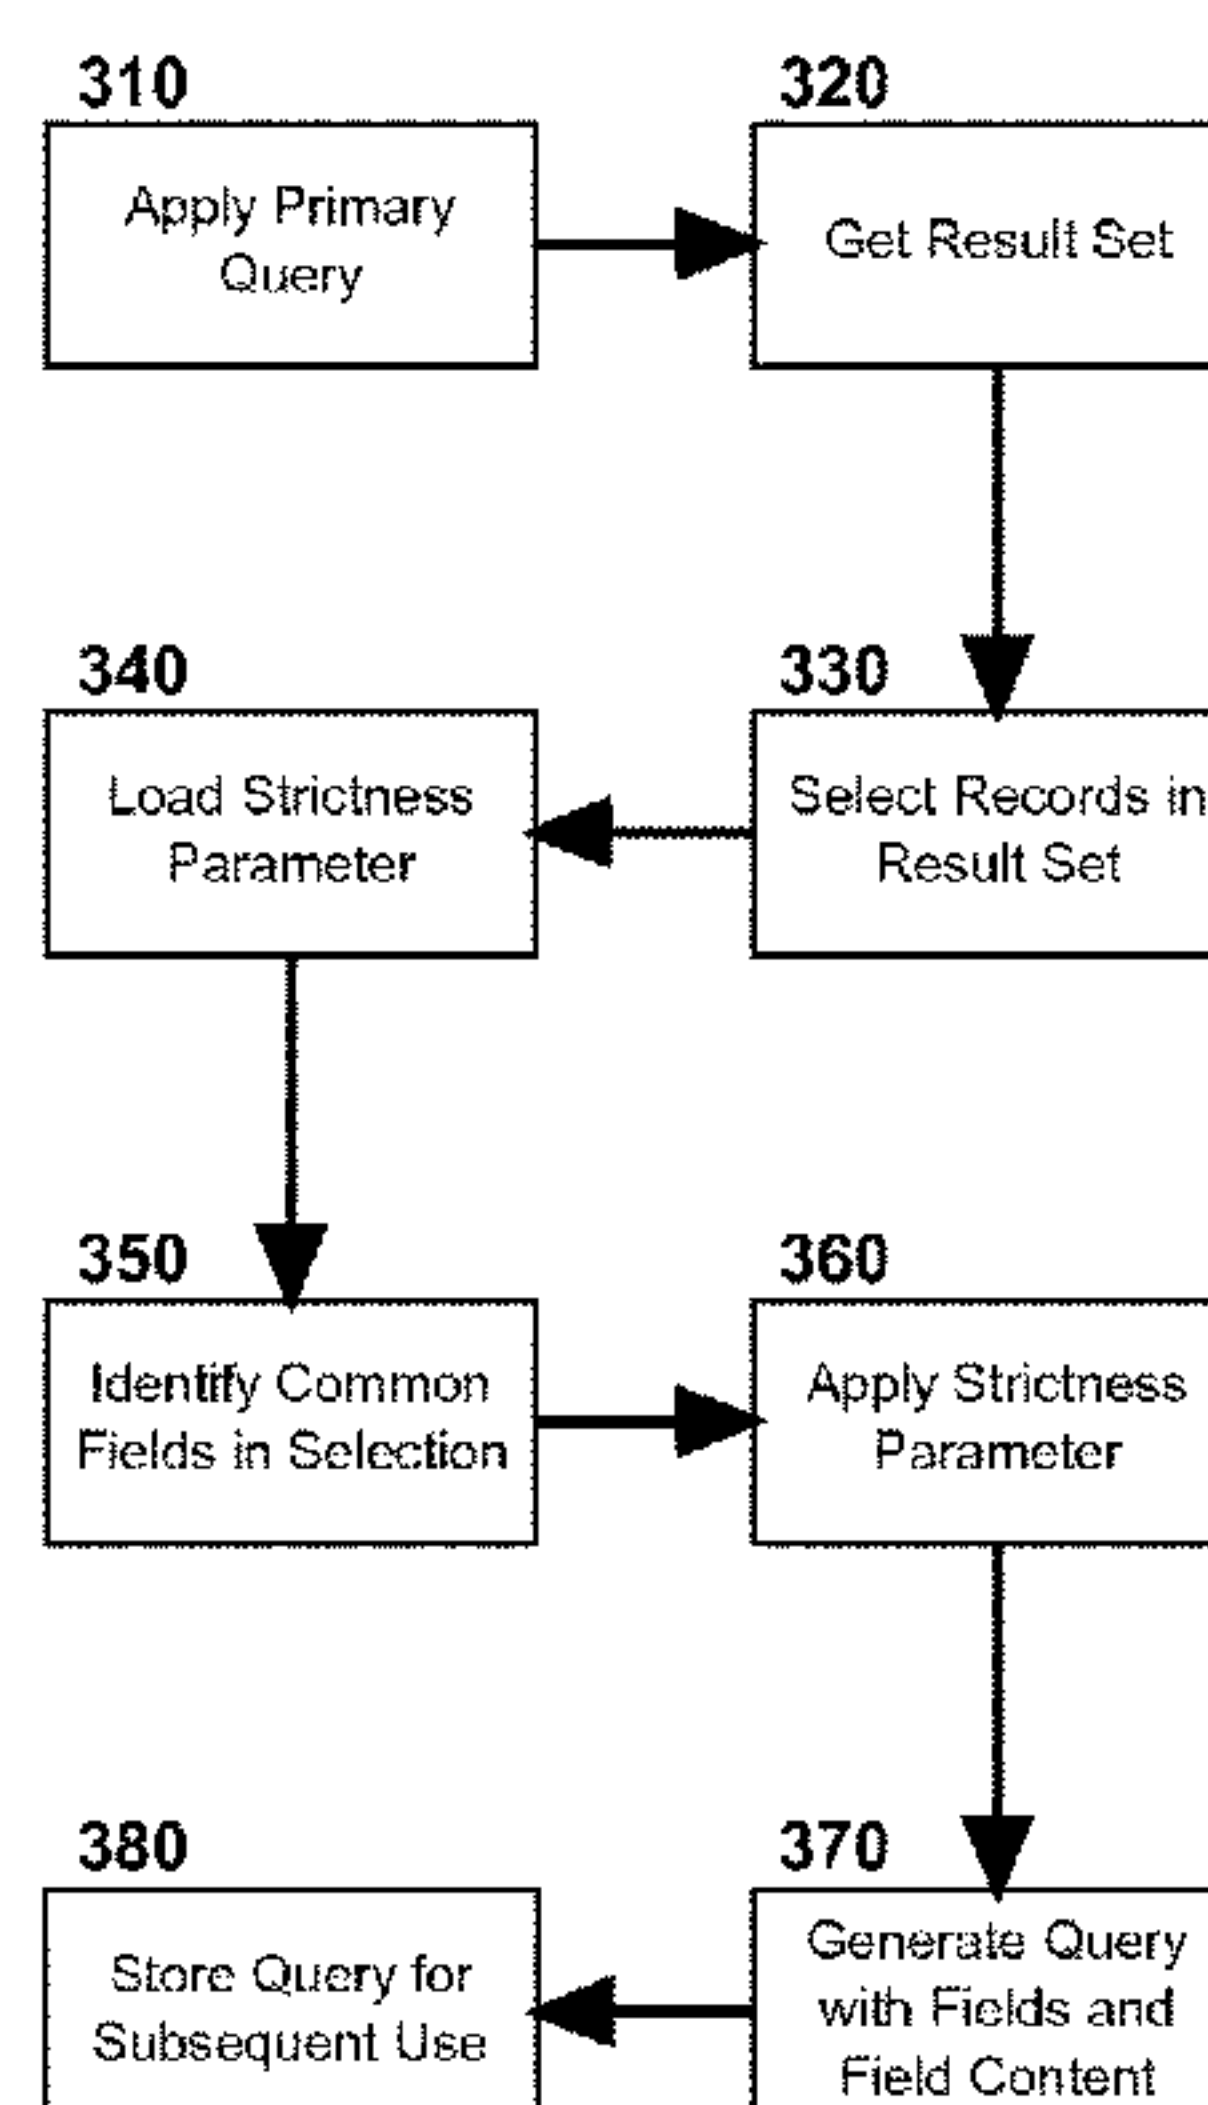 310
Apply Primary
Query
320
Get Result Set
340
Load Strictness
Parameter
330
Select Records in
Result Set
350
Identify Common
Fields in Selection
360
Apply Strictness
Parameter
380
Store Query for
Subsequent Use
370
Generate Query
with Fields and
Field Content